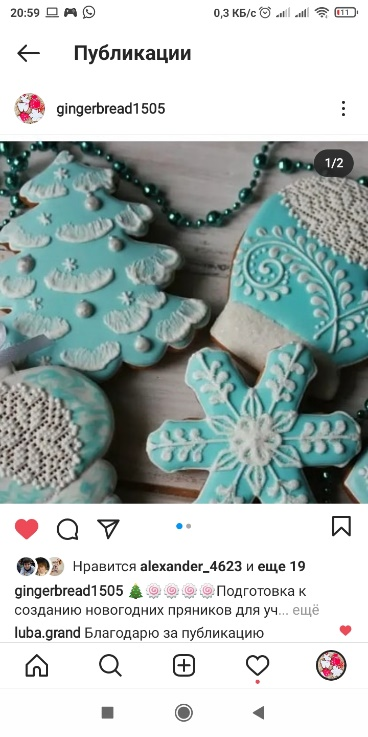 20:59 0,3 КБ/с 11
Публикации
gingerbread1505
1/2
Нравится alexander_4623 и еще 19
gingerbread1505 🎄🍥🍥🍥🍥Подготовка к
созданию новогодних пряников для уч... ещё
luba.grand Благодарю за публикацию